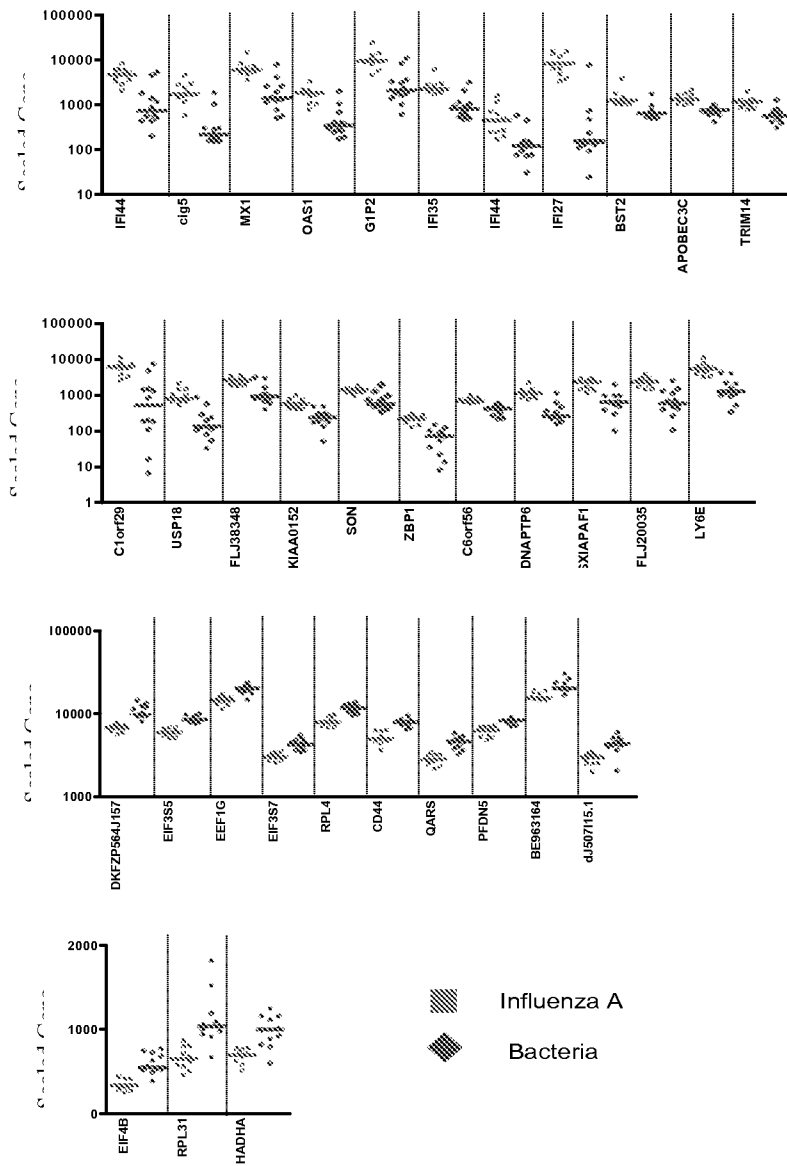 100000
10000
1000
100
10
IFI44
cig5
MX1
OAS1
G1P2
IFI35
IFI44
IFI27
BST2
APOBEC3C
TRIM14
100000
10000
1000
100
10
1
C1orf29
USP18
FLJ38348
KIAA0152
SON
ZBP1
C6orf56
DNAPTP6
SXIAPAF1
FLJ20035
LY6E
100000
10000
1000
DKFZP564J157
EIF3S5
EEF1G
EIF3S7
RPL4
CD44
QARS
PFDN5
BE963164
dJ507I15.1
2000
1000
0
EIF4B
RPL31
HADHA
Influenza A
Bacteria